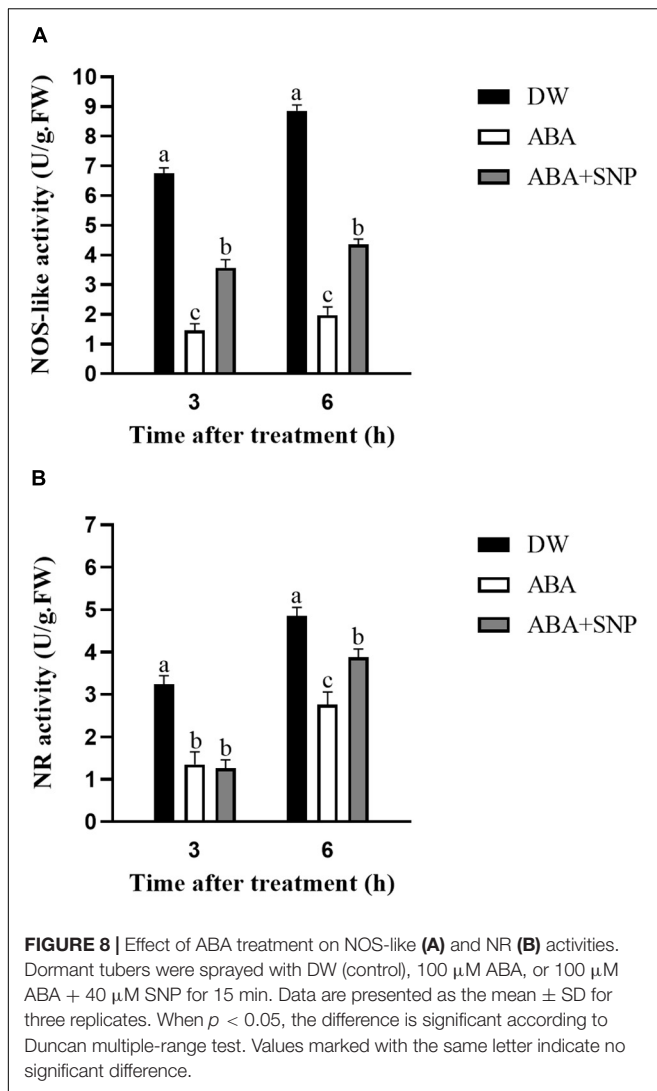 A
NOS-like activity (U/g.FW)
10
9
8
7
6
5
4
3
2
1
0
a
c
b
a
c
b
3
6
Time after treatment (h)
DW
ABA
ABA+SNP
B
NR activity (U/g.FW)
7
6
5
4
3
2
1
0
a
b
b
a
c
b
3
6
Time after treatment (h)
DW
ABA
ABA+SNP
FIGURE 8 | Effect of ABA treatment on NOS-like (A) and NR (B) activities.
Dormant tubers were sprayed with DW (control), 100 μM ABA, or 100 μM
ABA + 40 μM SNP for 15 min. Data are presented as the mean ± SD for
three replicates. When p < 0.05, the difference is significant according to
Duncan multiple-range test. Values marked with the same letter indicate no
significant difference.